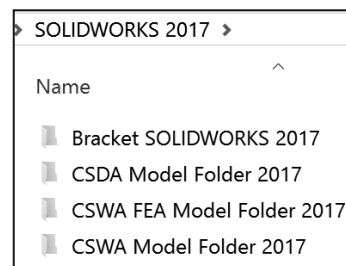 SOLIDWORKS 2017
Name
Bracket SOLIDWORKS 2017
CSDA Model Folder 2017
CSWA FEA Model Folder 2017
CSWA Model Folder 2017